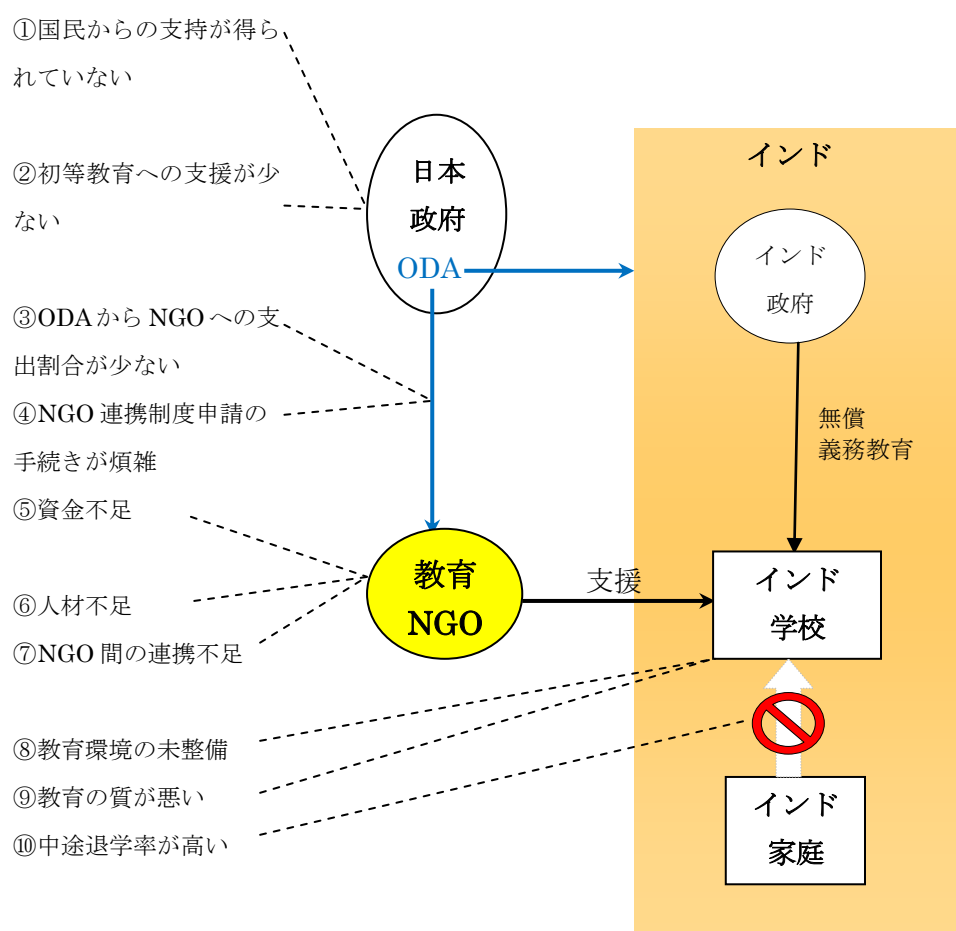 ①国民からの支持が得ら
れていない
②初等教育への支援が少
ない
日本
政府
ODA
インド
インド
政府
③ODAからNGOへの支
出割合が少ない
④NGO連携制度申請の
手続きが煩雑
無償
義務教育
⑤資金不足
⑥人材不足
⑦NGO間の連携不足
教育
NGO
支援
インド
学校
⑧教育環境の未整備
⑨教育の質が悪い
⑩中途退学率が高い
インド
家庭